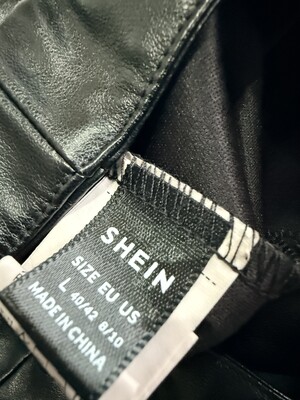 SHEIN
SIZE EU US
L 40/42 8/10
MADE IN CHINA